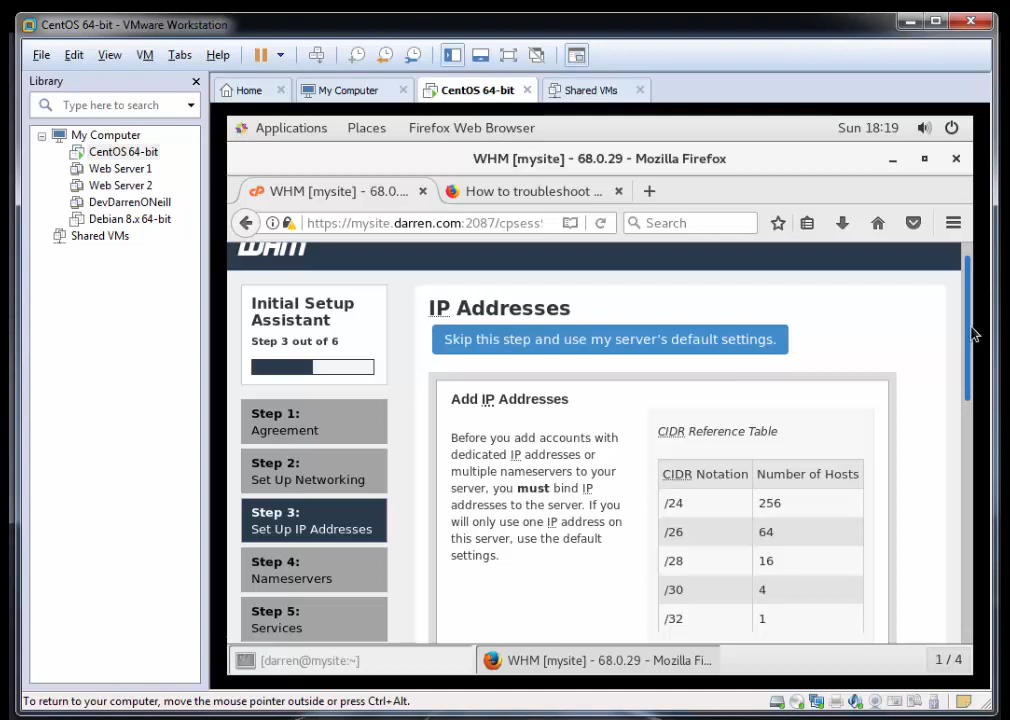 CentOS 64-bit - VMware Workstation
File Edit View VM Tabs Help
Library
Type here to search
My Computer
CentOS 64-bit
Web Server 1
Web Server 2
DevDarrenONeill
Debian 8.x 64-bit
Shared VMs
Home My Computer CentOS 64-bit Shared VMs
Applications Places Firefox Web Browser Sun 18:19
WHM [mysite] - 68.0.29 - Mozilla Firefox
WHM [mysite] - 68.0.... How to troubleshoot ...
https://mysite.darren.com:2087/cpsess Search
WHM
Initial Setup
Assistant
Step 3 out of 6
Step 1:
Agreement
Step 2:
Set Up Networking
Step 3:
Set Up IP Addresses
Step 4:
Nameservers
Step 5:
Services
IP Addresses
Skip this step and use my server's default settings.
Add IP Addresses
Before you add accounts with
dedicated IP addresses or
multiple nameservers to your
server, you must bind IP
addresses to the server. If you
will only use one IP address on
this server, use the default
settings.
CIDR Reference Table
CIDR Notation Number of Hosts
/24 256
/26 64
/28 16
/30 4
/32 1
[darren@mysite:~] WHM [mysite] - 68.0.29 - Mozilla Fi... 1 / 4
To return to your computer, move the mouse pointer outside or press Ctrl+Alt.